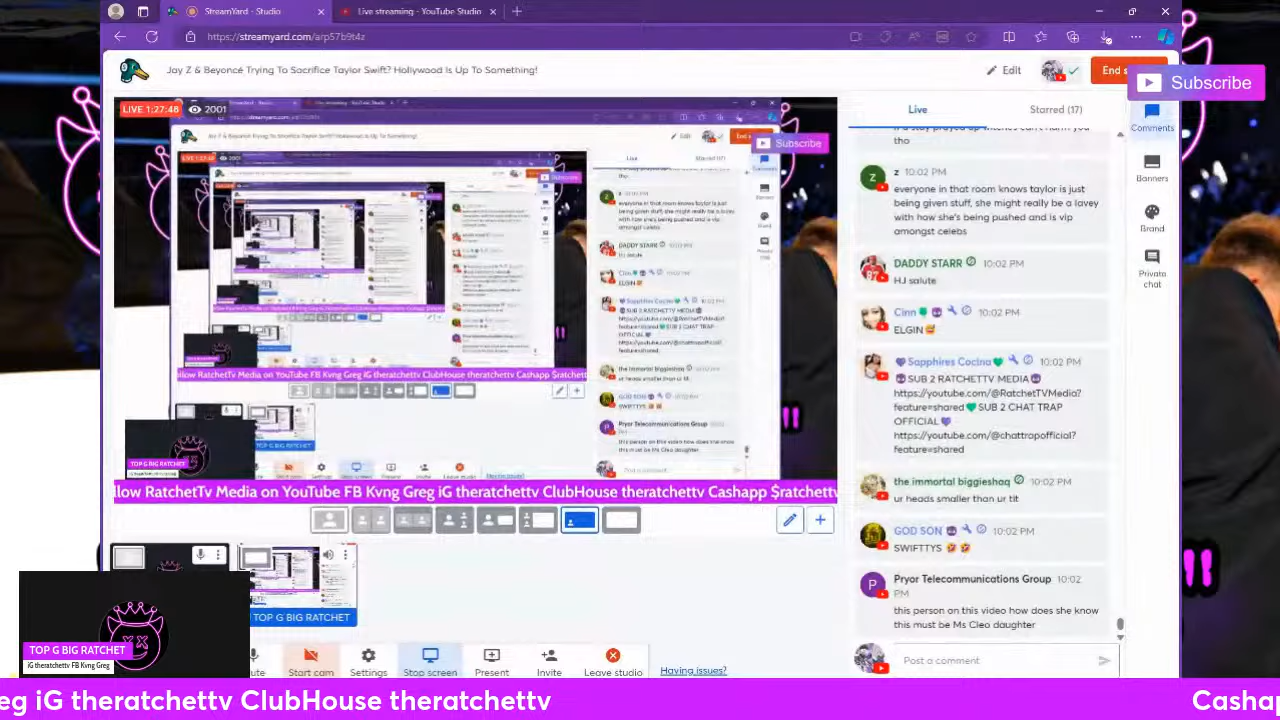 StreamYard - Studio
Live streaming - YouTube Studio
https://streamyard.com/arp57b9t4z
Jay Z & Beyoncé Trying To Sacrifice Taylor Swift? Hollywood Is Up To Something!
Edit
End s
Subscribe
LIVE 1:27:46
2001
Live
Starred (17)
Comments
Banners
Brand
Private chat
tho
z 10:02 PM
everyone in that room knows taylor is just
being given stuff, she might really be a lavey
with how she's being pushed and is vip
amongst celebs
DADDY STARR 10:02 PM
HJ salute
Cinn 10:02 PM
ELGIN 🥰
💜Sapphires Cocina💚 10:02 PM
😈SUB 2 RATCHETTV MEDIA😈
https://youtube.com/@RatchetTVMedia?
feature=shared💚SUB 2 CHAT TRAP
OFFICIAL💜
https://youtube.com/@chattrapofficial?
feature=shared
the immortal biggieshaq 10:02 PM
ur heads smaller than ur tit
GOD SON 10:02 PM
SWIFTTYS 🤣 🤣
Pryor Telecommunications Group 10:02
PM
this person on this video how does she know
this must be Ms Cleo daughter
Post a comment
llow RatchetTv Media on YouTube FB Kvng Greg iG theratchettv ClubHouse theratchettv Cashapp $ratchettv
TOP G BIG RATCHET
TOP G BIG RATCHET
iG theratchettv FB Kvng Greg
ute
Start cam
Settings
Stop screen
Present
Invite
Leave studio
Having issues?
eg iG theratchettv ClubHouse theratchettv
Cashap